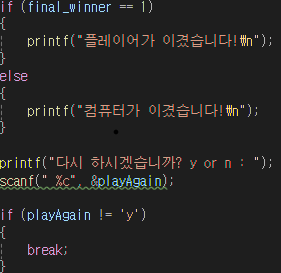 if (final_winner == 1)
{
printf("플레이어가 이겼습니다!₩n");
}
else
{
printf("컴퓨터가 이겼습니다!₩n");
}
printf("다시 하시겠습니까? y or n : ");
scanf(" %c", &playAgain);
if (playAgain != 'y')
{
break;